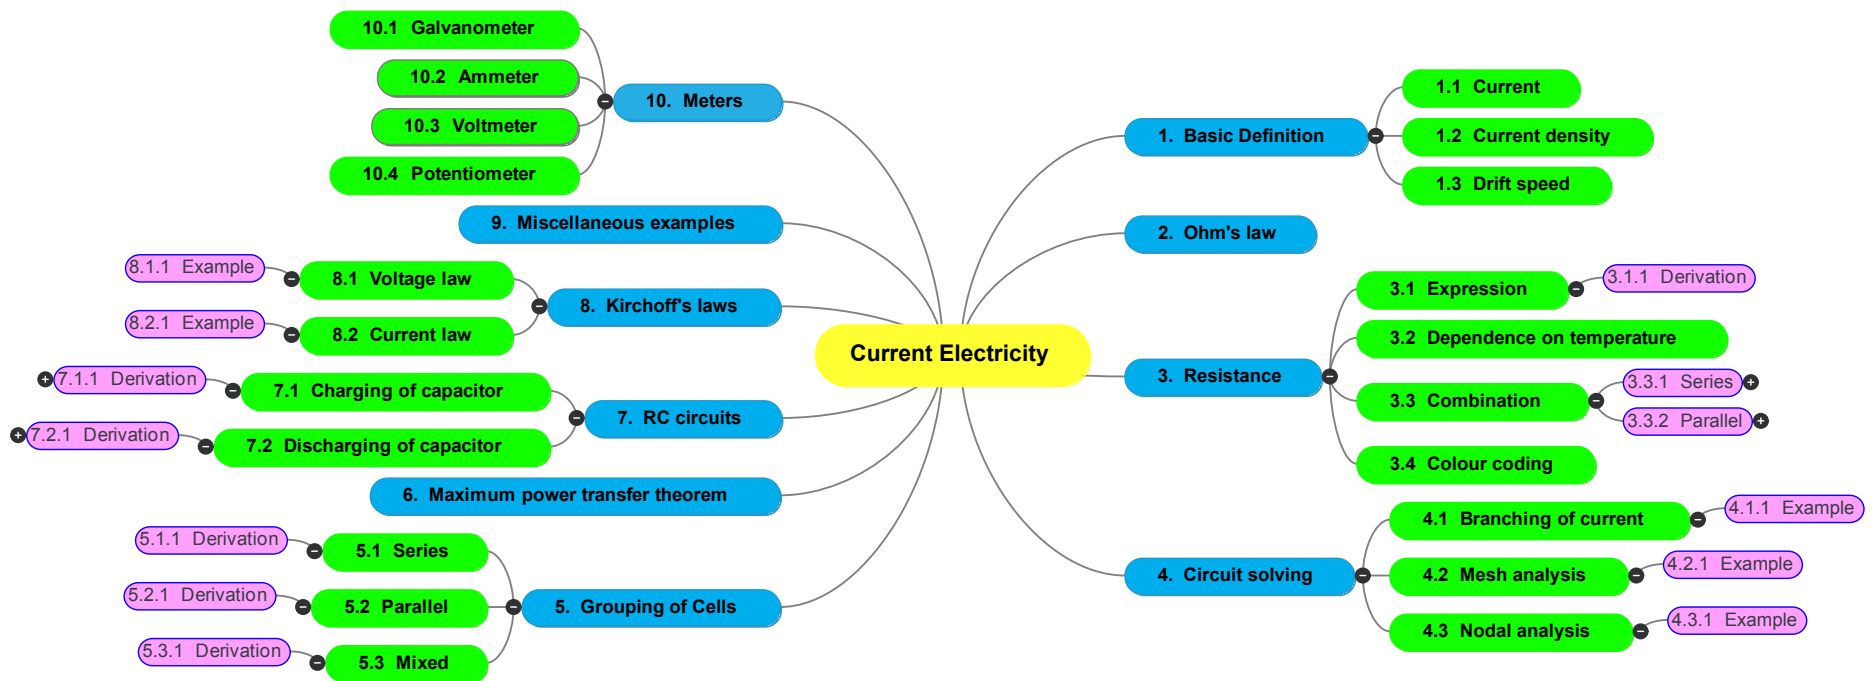 Current Electricity
1. Basic Definition
1.1 Current
1.2 Current density
1.3 Drift speed
2. Ohm's law
3. Resistance
3.1 Expression
3.1.1 Derivation
3.2 Dependence on temperature
3.3 Combination
3.3.1 Series
3.3.2 Parallel
3.4 Colour coding
4. Circuit solving
4.1 Branching of current
4.1.1 Example
4.2 Mesh analysis
4.2.1 Example
4.3 Nodal analysis
4.3.1 Example
5. Grouping of Cells
5.1 Series
5.1.1 Derivation
5.2 Parallel
5.2.1 Derivation
5.3 Mixed
5.3.1 Derivation
6. Maximum power transfer theorem
7. RC circuits
7.1 Charging of capacitor
7.1.1 Derivation
7.2 Discharging of capacitor
7.2.1 Derivation
8. Kirchoff's laws
8.1 Voltage law
8.1.1 Example
8.2 Current law
8.2.1 Example
9. Miscellaneous examples
10. Meters
10.1 Galvanometer
10.2 Ammeter
10.3 Voltmeter
10.4 Potentiometer